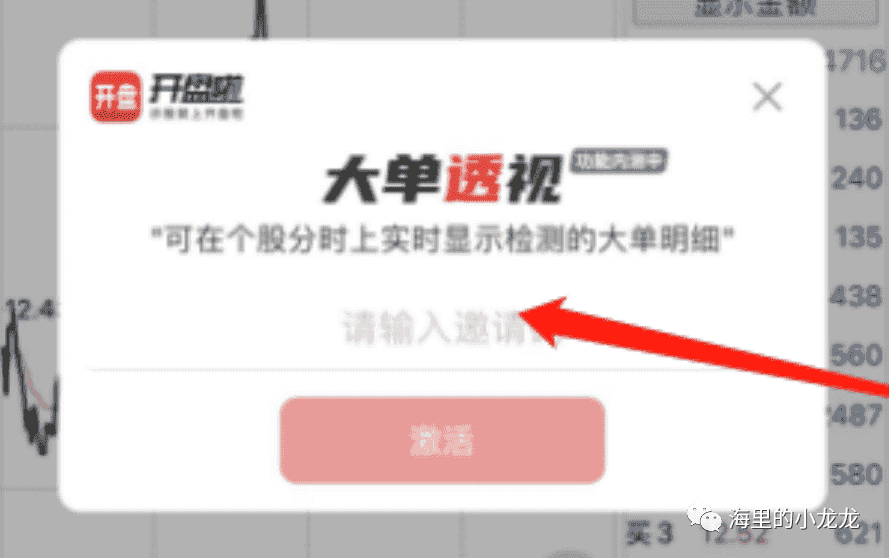 显示金额
4716
开盘 开盘啦
136
大单透视 功能内测中
240
"可在个股分时上实时显示检测的大单明细"
135
438
12.4
请输入邀请
560
2487
激活
580
海里的小龙龙
买3 12.52 621